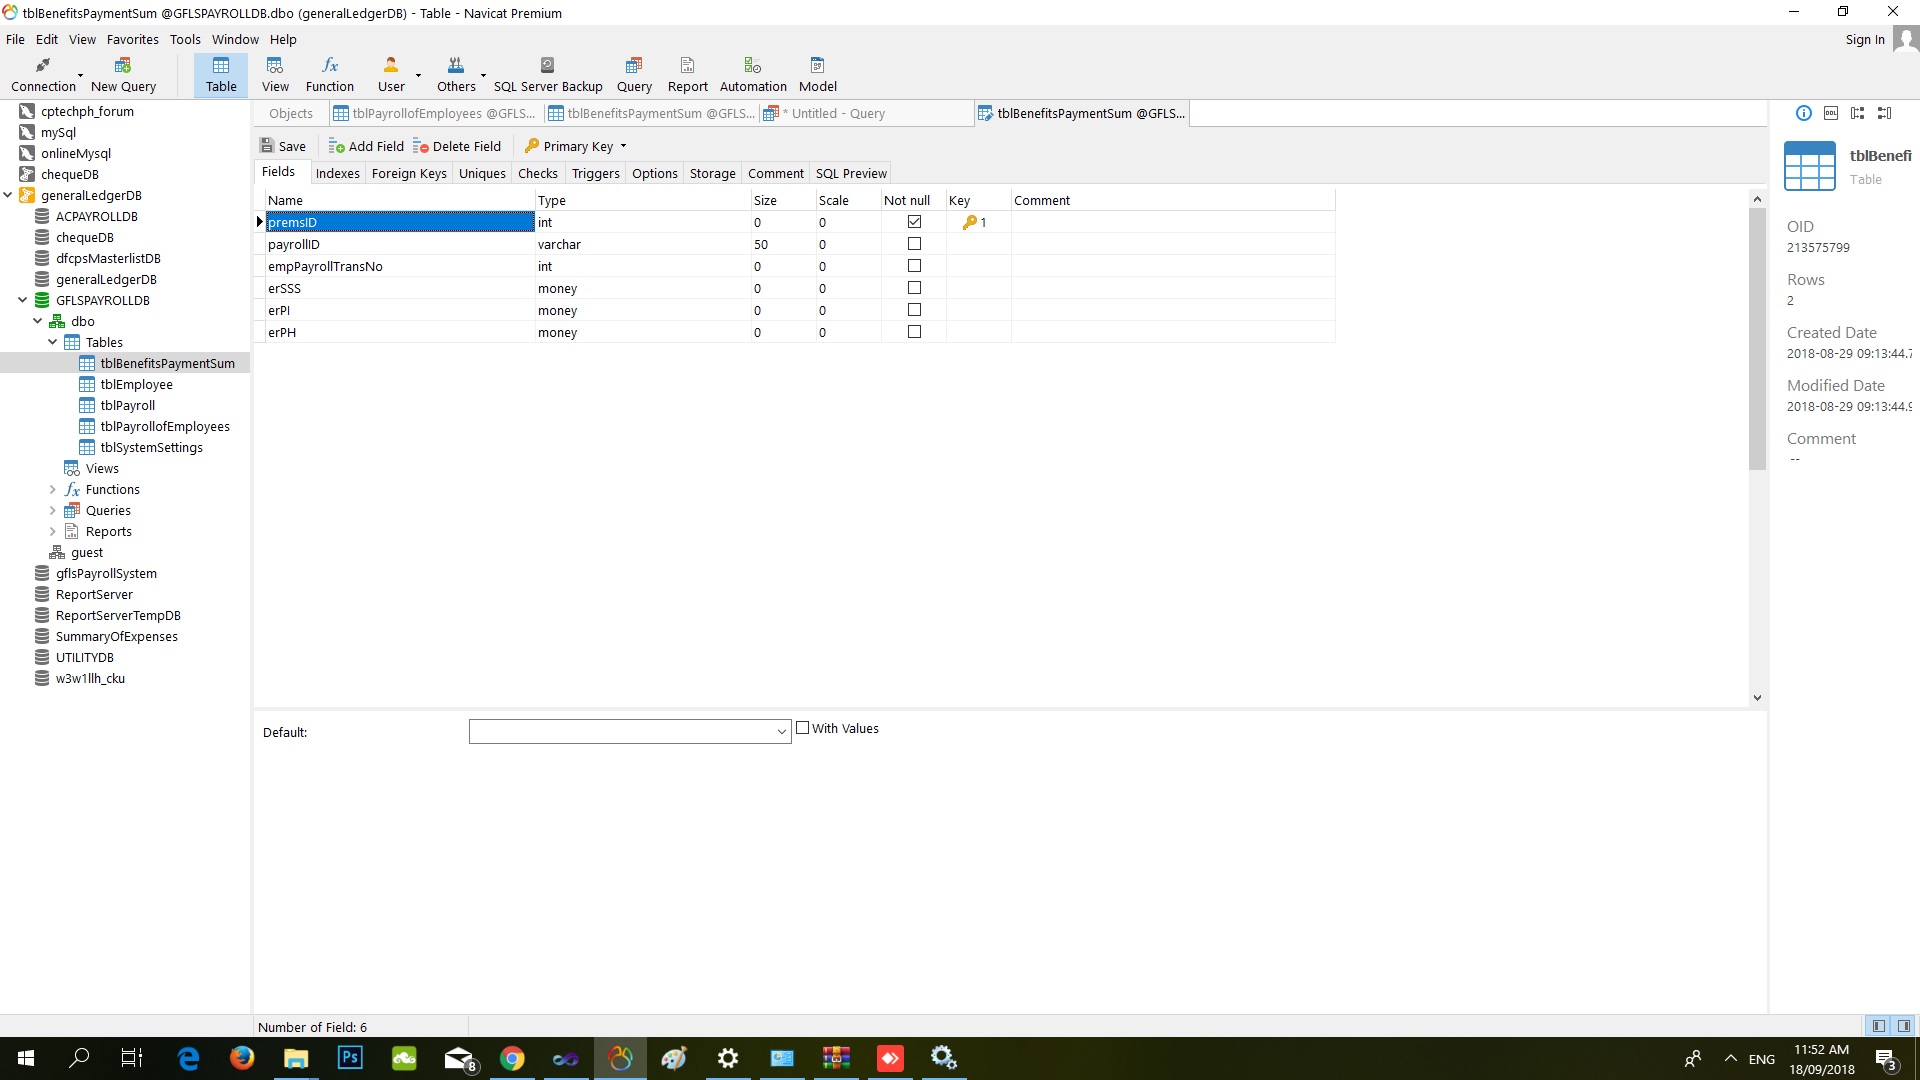 tblBenefitsPaymentSum @GFLSPAYROLLDB.dbo (generalLedgerDB) - Table - Navicat Premium
File Edit View Favorites Tools Window Help
Sign In
Connection New Query Table View Function User Others SQL Server Backup Query Report Automation Model
Objects tblPayrollofEmployees @GFLS... tblBenefitsPaymentSum @GFLS... * Untitled - Query tblBenefitsPaymentSum @GFLS...
Save Add Field Delete Field Primary Key
Fields Indexes Foreign Keys Uniques Checks Triggers Options Storage Comment SQL Preview
Name Type Size Scale Not null Key Comment
premsID int 0 0 1
payrollID varchar 50 0
empPayrollTransNo int 0 0
erSSS money 0 0
erPI money 0 0
erPH money 0 0
cptechph_forum
mySql
onlineMysql
chequeDB
generalLedgerDB
ACPAYROLLDB
chequeDB
dfcpsMasterlistDB
generalLedgerDB
GFLSPAYROLLDB
dbo
Tables
tblBenefitsPaymentSum
tblEmployee
tblPayroll
tblPayrollofEmployees
tblSystemSettings
Views
Functions
Queries
Reports
guest
gflsPayrollSystem
ReportServer
ReportServerTempDB
SummaryOfExpenses
UTILITYDB
w3w1llh_cku
Default:
With Values
DDL
tblBenefi
Table
OID
213575799
Rows
2
Created Date
2018-08-29 09:13:44.7
Modified Date
2018-08-29 09:13:44.9
Comment
--
Number of Field: 6
Ps
8
ENG
11:52 AM
18/09/2018
3